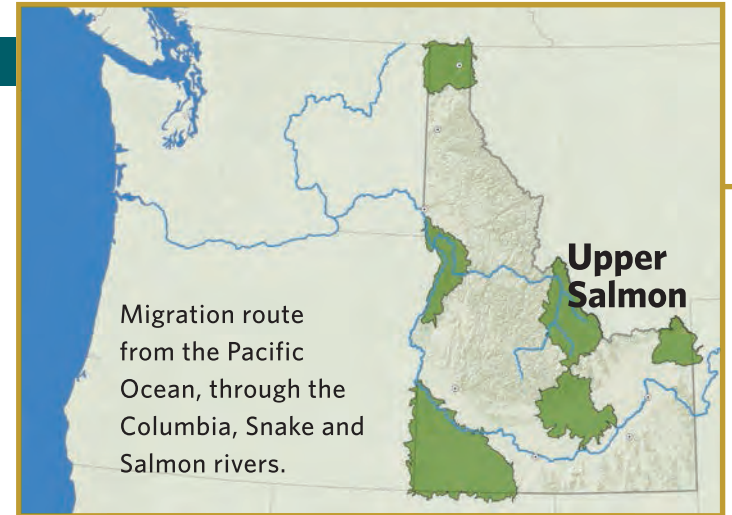 Upper
Salmon
Migration route
from the Pacific
Ocean, through the
Columbia, Snake and
Salmon rivers.